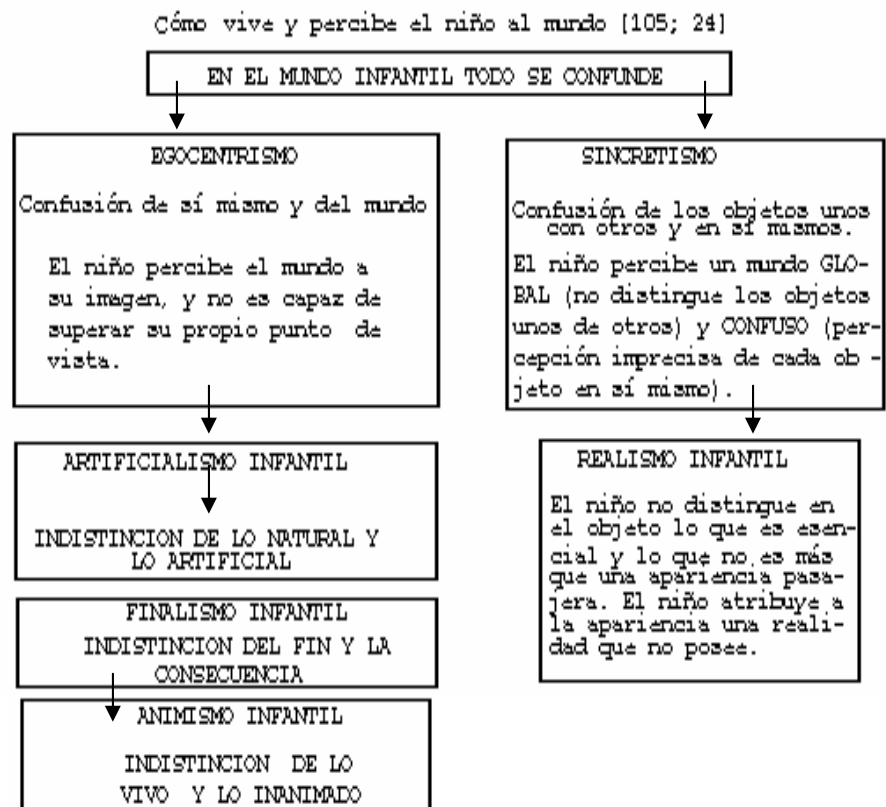 Cómo vive y percibe el niño al mundo [105; 24]
EN EL MUNDO INFANTIL TODO SE CONFUNDE
EGOCENTRISMO
Confusión de sí mismo y del mundo
El niño percibe el mundo a
su imagen, y no es capaz de
superar su propio punto de
vista.
ARTIFICIALISMO INFANTIL
INDISTINCION DE LO NATURAL Y
LO ARTIFICIAL
FINALISMO INFANTIL
INDISTINCION DEL FIN Y LA
CONSECUENCIA
ANIMISMO INFANTIL
INDISTINCION DE LO
VIVO Y LO INANIMADO
SINCRETISMO
Confusión de los objetos unos
con otros y en sí mismos.
El niño percibe un mundo GLO-
BAL (no distingue los objetos
unos de otros) y CONFUSO (per-
cepción imprecisa de cada ob -
jeto en sí mismo).
REALISMO INFANTIL
El niño no distingue en
el objeto lo que es esen-
cial y lo que no es más
que una apariencia pasa-
jera. El niño atribuye a
la apariencia una reali-
dad que no posee.